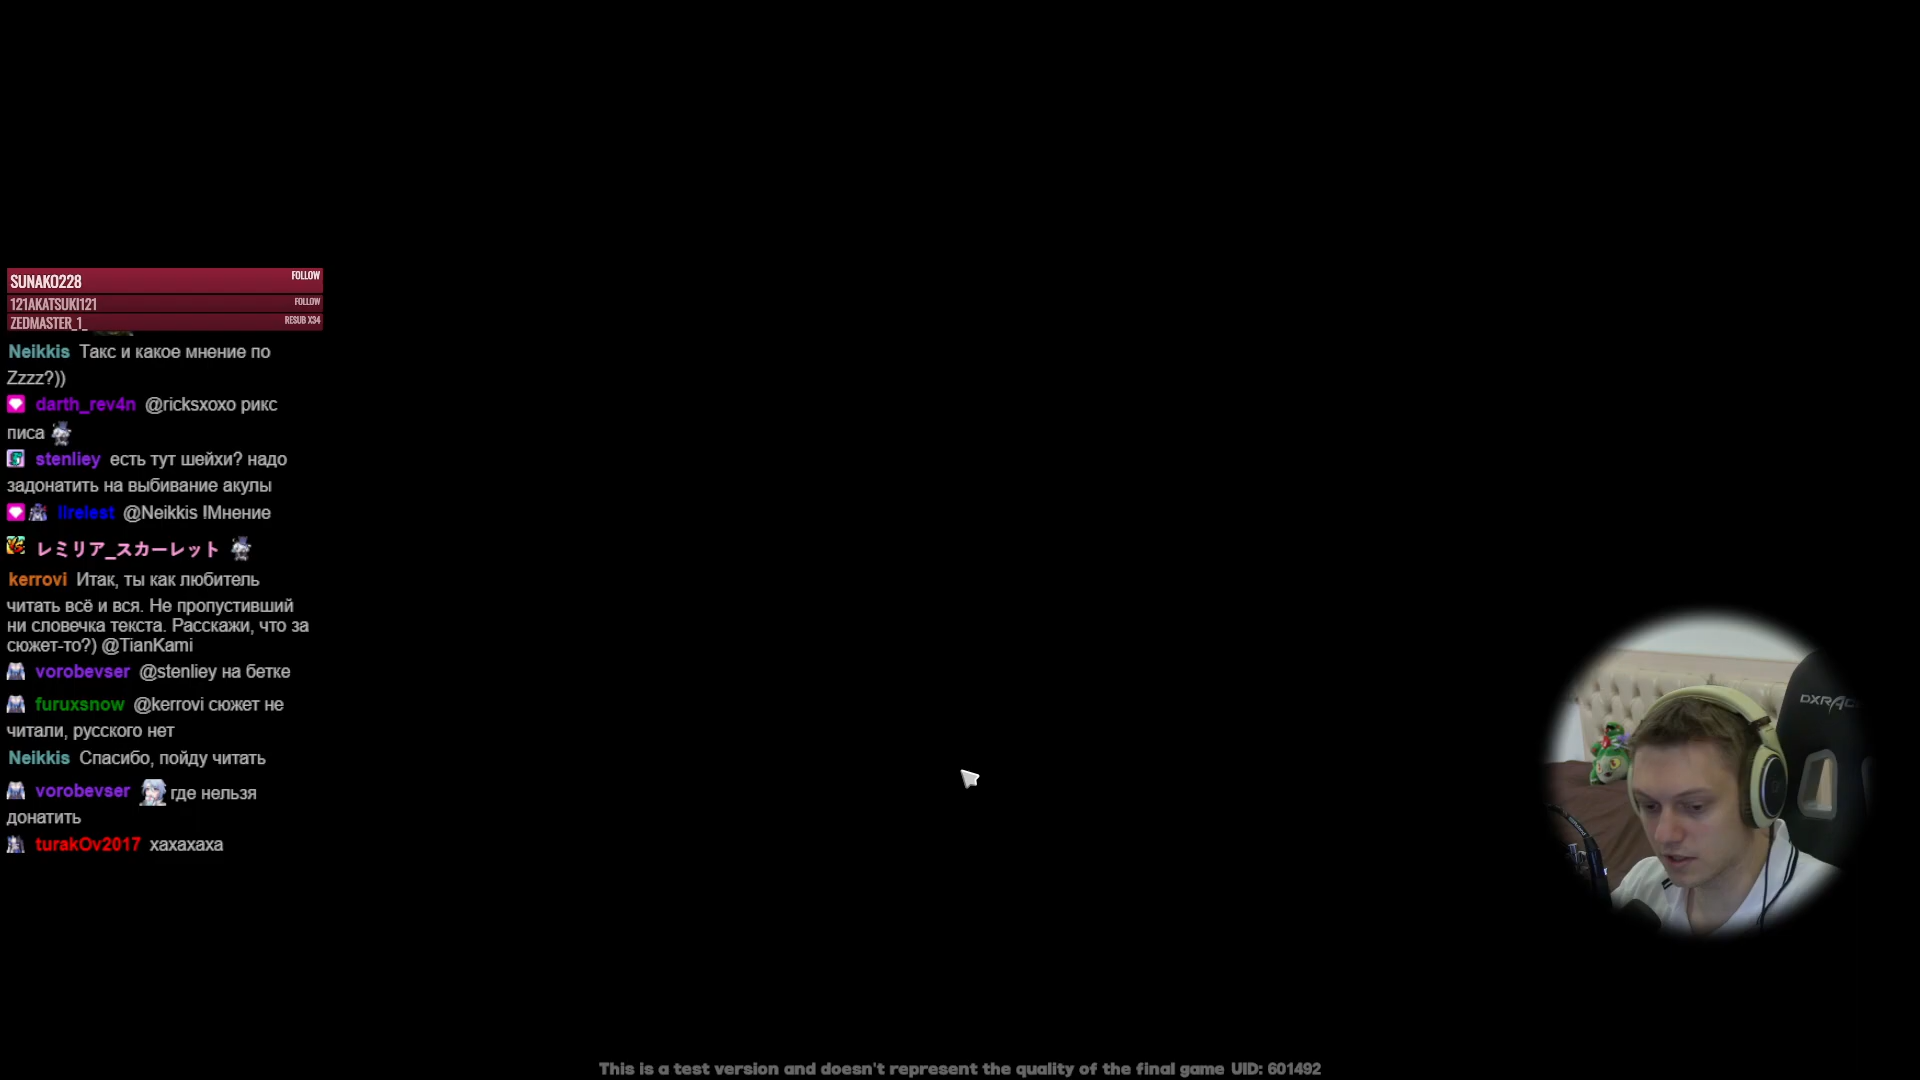 SUNAKO228 FOLLOW
121AKATSUKI121 FOLLOW
ZEDMASTER_1_ RESUB X34
Neikkis Такс и какое мнение по
Zzzz?))
darth_rev4n @ricksxoxo рикс
писа
stenliey есть тут шейхи? надо
задонатить на выбивание акулы
lirelest @Neikkis !Мнение
レミリア_スカーレット
kerrovi Итак, ты как любитель
читать всё и вся. Не пропустивший
ни словечка текста. Расскажи, что за
сюжет-то?) @TianKami
vorobevser @stenliey на бетке
furuxsnow @kerrovi сюжет не
читали, русского нет
Neikkis Спасибо, пойду читать
vorobevser где нельзя
донатить
turakOv2017 хахахаха
DXRAC
This is a test version and doesn't represent the quality of the final game UID: 601492